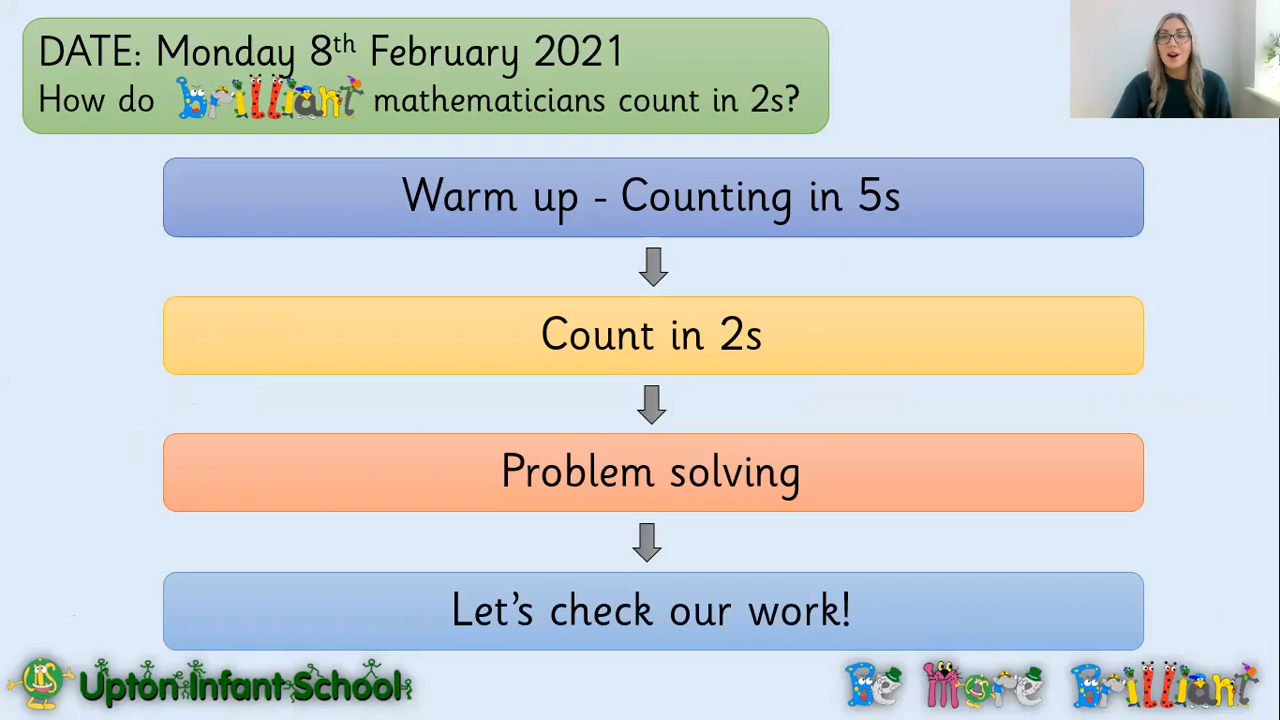 DATE: Monday 8th February 2021
How do brilliant mathematicians count in 2s?
Warm up - Counting in 5s
Count in 2s
Problem solving
Let's check our work!
UIS Upton Infant School
Be More Brilliant